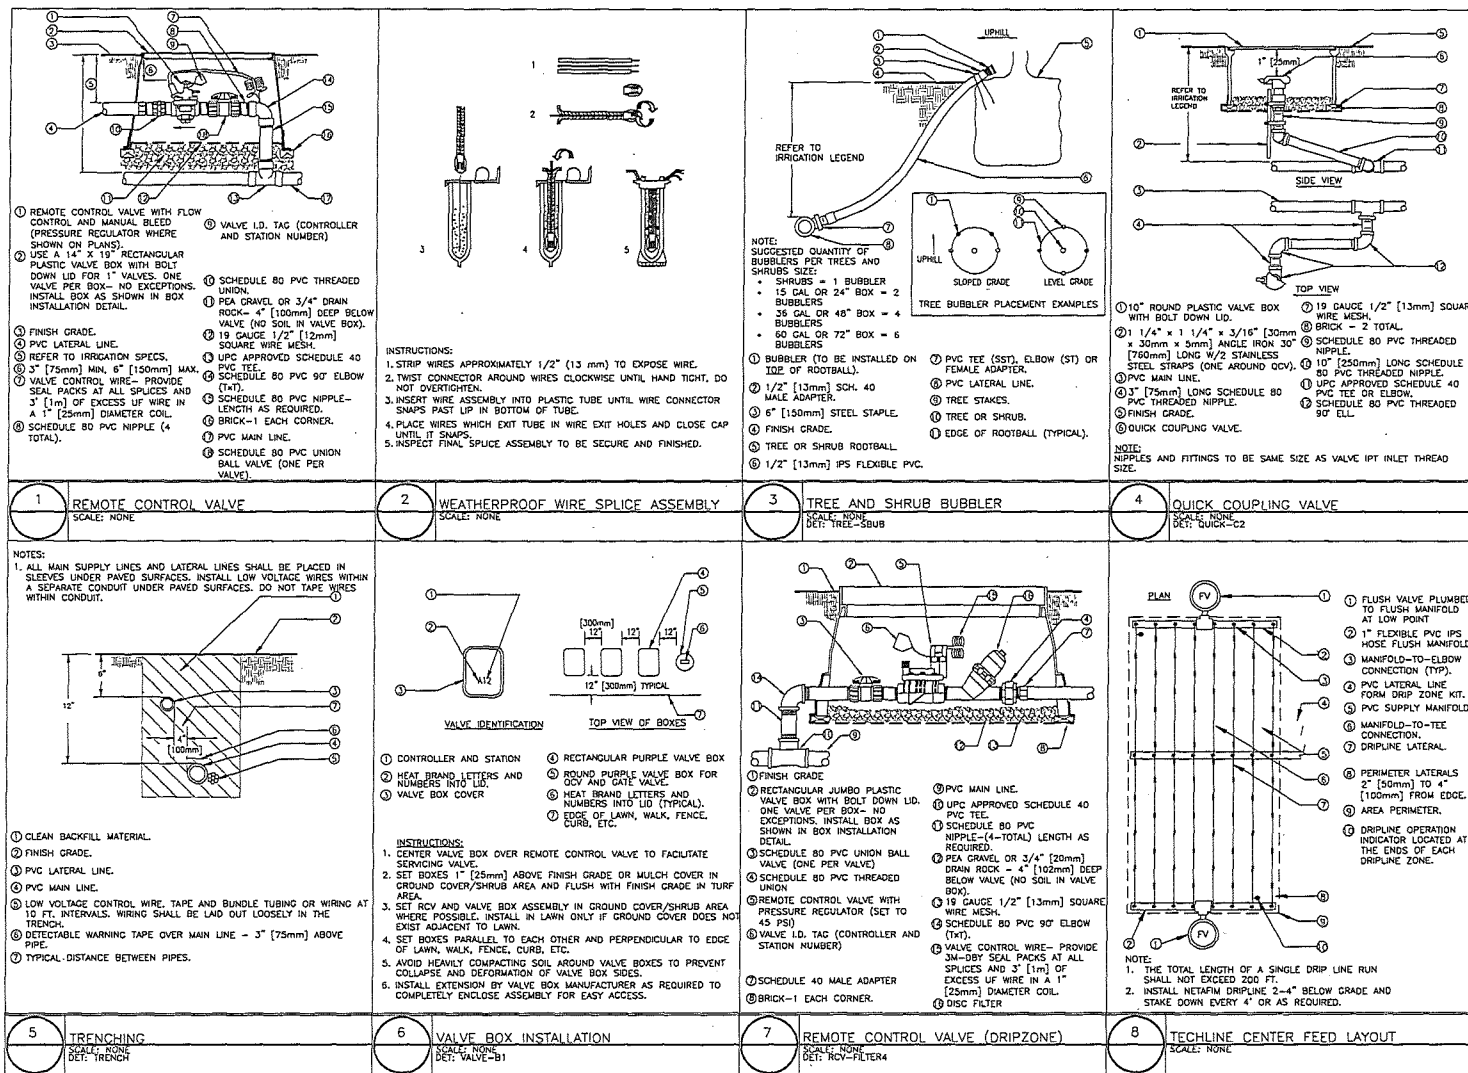 ① REMOTE CONTROL VALVE WITH FLOW
CONTROL AND MANUAL BLEED
(PRESSURE REGULATOR WHERE
SHOWN ON PLANS).
② USE A 14" X 19" RECTANGULAR
PLASTIC VALVE BOX WITH BOLT
DOWN LID FOR 1" VALVES. ONE
VALVE PER BOX— NO EXCEPTIONS.
INSTALL BOX AS SHOWN IN BOX
INSTALLATION DETAIL.
③ FINISH GRADE.
④ PVC LATERAL LINE.
⑤ REFER TO IRRIGATION SPECS.
⑥ 3" [75mm] MIN, 6" [150mm] MAX.
⑦ VALVE CONTROL WIRE— PROVIDE
SEAL PACKS AT ALL SPLICES AND
3' [1m] OF EXCESS UF WIRE IN
A 1" [25mm] DIAMETER COIL.
⑧ SCHEDULE 80 PVC NIPPLE (4
TOTAL).
⑨ VALVE I.D. TAG (CONTROLLER
AND STATION NUMBER)
⑩ SCHEDULE 80 PVC THREADED
UNION.
⑪ PEA GRAVEL OR 3/4" DRAIN
ROCK— 4" [100mm] DEEP BELOW
VALVE (NO SOIL IN VALVE BOX).
⑫ 19 GAUGE 1/2" [12mm]
SQUARE WIRE MESH.
⑬ UPC APPROVED SCHEDULE 40
PVC TEE.
⑭ SCHEDULE 80 PVC 90° ELBOW
(TxT).
⑮ SCHEDULE 80 PVC NIPPLE-
LENGTH AS REQUIRED.
⑯ BRICK-1 EACH CORNER.
⑰ PVC MAIN LINE.
⑱ SCHEDULE 80 PVC UNION
BALL VALVE (ONE PER
VALVE).
1 REMOTE CONTROL VALVE
SCALE: NONE
1
2
3 4 5
INSTRUCTIONS:
1. STRIP WIRES APPROXIMATELY 1/2" (13 mm) TO EXPOSE WIRE.
2. TWIST CONNECTOR AROUND WIRES CLOCKWISE UNTIL HAND TIGHT, DO
NOT OVERTIGHTEN.
3. INSERT WIRE ASSEMBLY INTO PLASTIC TUBE UNTIL WIRE CONNECTOR
SNAPS PAST LIP IN BOTTOM OF TUBE.
4. PLACE WIRES WHICH EXIT TUBE IN WIRE EXIT HOLES AND CLOSE CAP
UNTIL IT SNAPS.
5. INSPECT FINAL SPLICE ASSEMBLY TO BE SECURE AND FINISHED.
2 WEATHERPROOF WIRE SPLICE ASSEMBLY
SCALE: NONE
UPHILL
REFER TO
IRRIGATION LEGEND
NOTE:
SUGGESTED QUANTITY OF
BUBBLERS PER TREES AND
SHRUBS SIZE:
• SHRUBS = 1 BUBBLER
• 15 GAL OR 24" BOX = 2
BUBBLERS
• 36 GAL OR 48" BOX = 4
BUBBLERS
• 60 GAL OR 72" BOX = 6
BUBBLERS
UPHILL
SLOPED GRADE LEVEL GRADE
TREE BUBBLER PLACEMENT EXAMPLES
① BUBBLER (TO BE INSTALLED ON
TOP OF ROOTBALL).
② 1/2" [13mm] SCH. 40
MALE ADAPTER.
③ 6" [150mm] STEEL STAPLE.
④ FINISH GRADE.
⑤ TREE OR SHRUB ROOTBALL
⑥ 1/2" [13mm] IPS FLEXIBLE PVC.
⑦ PVC TEE (SST), ELBOW (ST) OR
FEMALE ADAPTER.
⑧ PVC LATERAL LINE.
⑨ TREE STAKES.
⑩ TREE OR SHRUB.
⑪ EDGE OF ROOTBALL (TYPICAL).
3 TREE AND SHRUB BUBBLER
SCALE: NONE
DET: TREE-SBUB
1" [25mm]
REFER TO
IRRIGATION
LEGEND
SIDE VIEW
TOP VIEW
① 10" ROUND PLASTIC VALVE BOX
WITH BOLT DOWN LID.
② 1 1/4" x 1 1/4" x 3/16" [30mm
x 30mm x 5mm] ANGLE IRON 30"
[760mm] LONG W/2 STAINLESS
STEEL STRAPS (ONE AROUND QCV).
③ PVC MAIN LINE.
④ 3" [75mm] LONG SCHEDULE 80
PVC THREADED NIPPLE.
⑤ FINISH GRADE.
⑥ QUICK COUPLING VALVE.
⑦ 19 GAUGE 1/2" [13mm] SQUAR
WIRE MESH.
⑧ BRICK - 2 TOTAL.
⑨ SCHEDULE 80 PVC THREADED
NIPPLE.
⑩ 10" [250mm] LONG SCHEDULE
80 PVC THREADED NIPPLE.
⑪ UPC APPROVED SCHEDULE 40
PVC TEE OR ELBOW.
⑫ SCHEDULE 80 PVC THREADED
90° ELL.
NOTE:
NIPPLES AND FITTINGS TO BE SAME SIZE AS VALVE IPT INLET THREAD
SIZE.
4 QUICK COUPLING VALVE
SCALE: NONE
DET: QUICK-C2
NOTES:
1. ALL MAIN SUPPLY LINES AND LATERAL LINES SHALL BE PLACED IN
SLEEVES UNDER PAVED SURFACES. INSTALL LOW VOLTAGE WIRES WITHIN
A SEPARATE CONDUIT UNDER PAVED SURFACES. DO NOT TAPE WIRES
WITHIN CONDUIT.
12"
4"
[100mm]
① CLEAN BACKFILL MATERIAL.
② FINISH GRADE.
③ PVC LATERAL LINE.
④ PVC MAIN LINE.
⑤ LOW VOLTAGE CONTROL WIRE. TAPE AND BUNDLE TUBING OR WIRING AT
10 FT. INTERVALS. WIRING SHALL BE LAID OUT LOOSELY IN THE
TRENCH.
⑥ DETECTABLE WARNING TAPE OVER MAIN LINE - 3" [75mm] ABOVE
PIPE.
⑦ TYPICAL DISTANCE BETWEEN PIPES.
5 TRENCHING
SCALE: NONE
DET: TRENCH
A12
[300mm]
12" 12" 12"
12" [300mm] TYPICAL
VALVE IDENTIFICATION
TOP VIEW OF BOXES
① CONTROLLER AND STATION
② HEAT BRAND LETTERS AND
NUMBERS INTO LID.
③ VALVE BOX COVER
④ RECTANGULAR PURPLE VALVE BOX
⑤ ROUND PURPLE VALVE BOX FOR
QCV AND GATE VALVE.
⑥ HEAT BRAND LETTERS AND
NUMBERS INTO LID (TYPICAL).
⑦ EDGE OF LAWN, WALK, FENCE,
CURB, ETC.
INSTRUCTIONS:
1. CENTER VALVE BOX OVER REMOTE CONTROL VALVE TO FACILITATE
SERVICING VALVE.
2. SET BOXES 1" [25mm] ABOVE FINISH GRADE OR MULCH COVER IN
GROUND COVER/SHRUB AREA AND FLUSH WITH FINISH GRADE IN TURF
AREA.
3. SET RCV AND VALVE BOX ASSEMBLY IN GROUND COVER/SHRUB AREA
WHERE POSSIBLE. INSTALL IN LAWN ONLY IF GROUND COVER DOES NOT
EXIST ADJACENT TO LAWN.
4. SET BOXES PARALLEL TO EACH OTHER AND PERPENDICULAR TO EDGE
OF LAWN, WALK, FENCE, CURB, ETC.
5. AVOID HEAVILY COMPACTING SOIL AROUND VALVE BOXES TO PREVENT
COLLAPSE AND DEFORMATION OF VALVE BOX SIDES.
6. INSTALL EXTENSION BY VALVE BOX MANUFACTURER AS REQUIRED TO
COMPLETELY ENCLOSE ASSEMBLY FOR EASY ACCESS.
6 VALVE BOX INSTALLATION
SCALE: NONE
DET: VALVE-B1
① FINISH GRADE
② RECTANGULAR JUMBO PLASTIC
VALVE BOX WITH BOLT DOWN LID.
ONE VALVE PER BOX— NO
EXCEPTIONS. INSTALL BOX AS
SHOWN IN BOX INSTALLATION
DETAIL.
③ SCHEDULE 80 PVC UNION BALL
VALVE (ONE PER VALVE)
④ SCHEDULE 80 PVC THREADED
UNION
⑤ REMOTE CONTROL VALVE WITH
PRESSURE REGULATOR (SET TO
45 PSI)
⑥ VALVE I.D. TAG (CONTROLLER AND
STATION NUMBER)
⑦ SCHEDULE 40 MALE ADAPTER
⑧ BRICK-1 EACH CORNER.
⑨ PVC MAIN LINE.
⑩ UPC APPROVED SCHEDULE 40
PVC TEE.
⑪ SCHEDULE 80 PVC
NIPPLE-(4-TOTAL) LENGTH AS
REQUIRED.
⑫ PEA GRAVEL OR 3/4" [20mm]
DRAIN ROCK - 4" [102mm] DEEP
BELOW VALVE (NO SOIL IN VALVE
BOX).
⑬ 19 GAUGE 1/2" [13mm] SQUARE
WIRE MESH.
⑭ SCHEDULE 80 PVC 90° ELBOW
(TxT).
⑮ VALVE CONTROL WIRE— PROVIDE
3M-DBY SEAL PACKS AT ALL
SPLICES AND 3' [1m] OF
EXCESS UF WIRE IN A 1"
[25mm] DIAMETER COIL.
⑯ DISC FILTER
7 REMOTE CONTROL VALVE (DRIPZONE)
SCALE: NONE
DET: RCV-FILTER4
PLAN
FV
FV
① FLUSH VALVE PLUMBED
TO FLUSH MANIFOLD
AT LOW POINT
② 1" FLEXIBLE PVC IPS
HOSE FLUSH MANIFOLD
③ MANIFOLD-TO-ELBOW
CONNECTION (TYP).
④ PVC LATERAL LINE
FORM DRIP ZONE KIT.
⑤ PVC SUPPLY MANIFOLD
⑥ MANIFOLD-TO-TEE
CONNECTION.
⑦ DRIPLINE LATERAL.
⑧ PERIMETER LATERALS
2" [50mm] TO 4"
[100mm] FROM EDGE.
⑨ AREA PERIMETER.
⑩ DRIPLINE OPERATION
INDICATOR LOCATED AT
THE ENDS OF EACH
DRIPLINE ZONE.
NOTE:
1. THE TOTAL LENGTH OF A SINGLE DRIP LINE RUN
SHALL NOT EXCEED 200 FT.
2. INSTALL NETAFIM DRIPLINE 2-4" BELOW GRADE AND
STAKE DOWN EVERY 4' OR AS REQUIRED.
8 TECHLINE CENTER FEED LAYOUT
SCALE: NONE